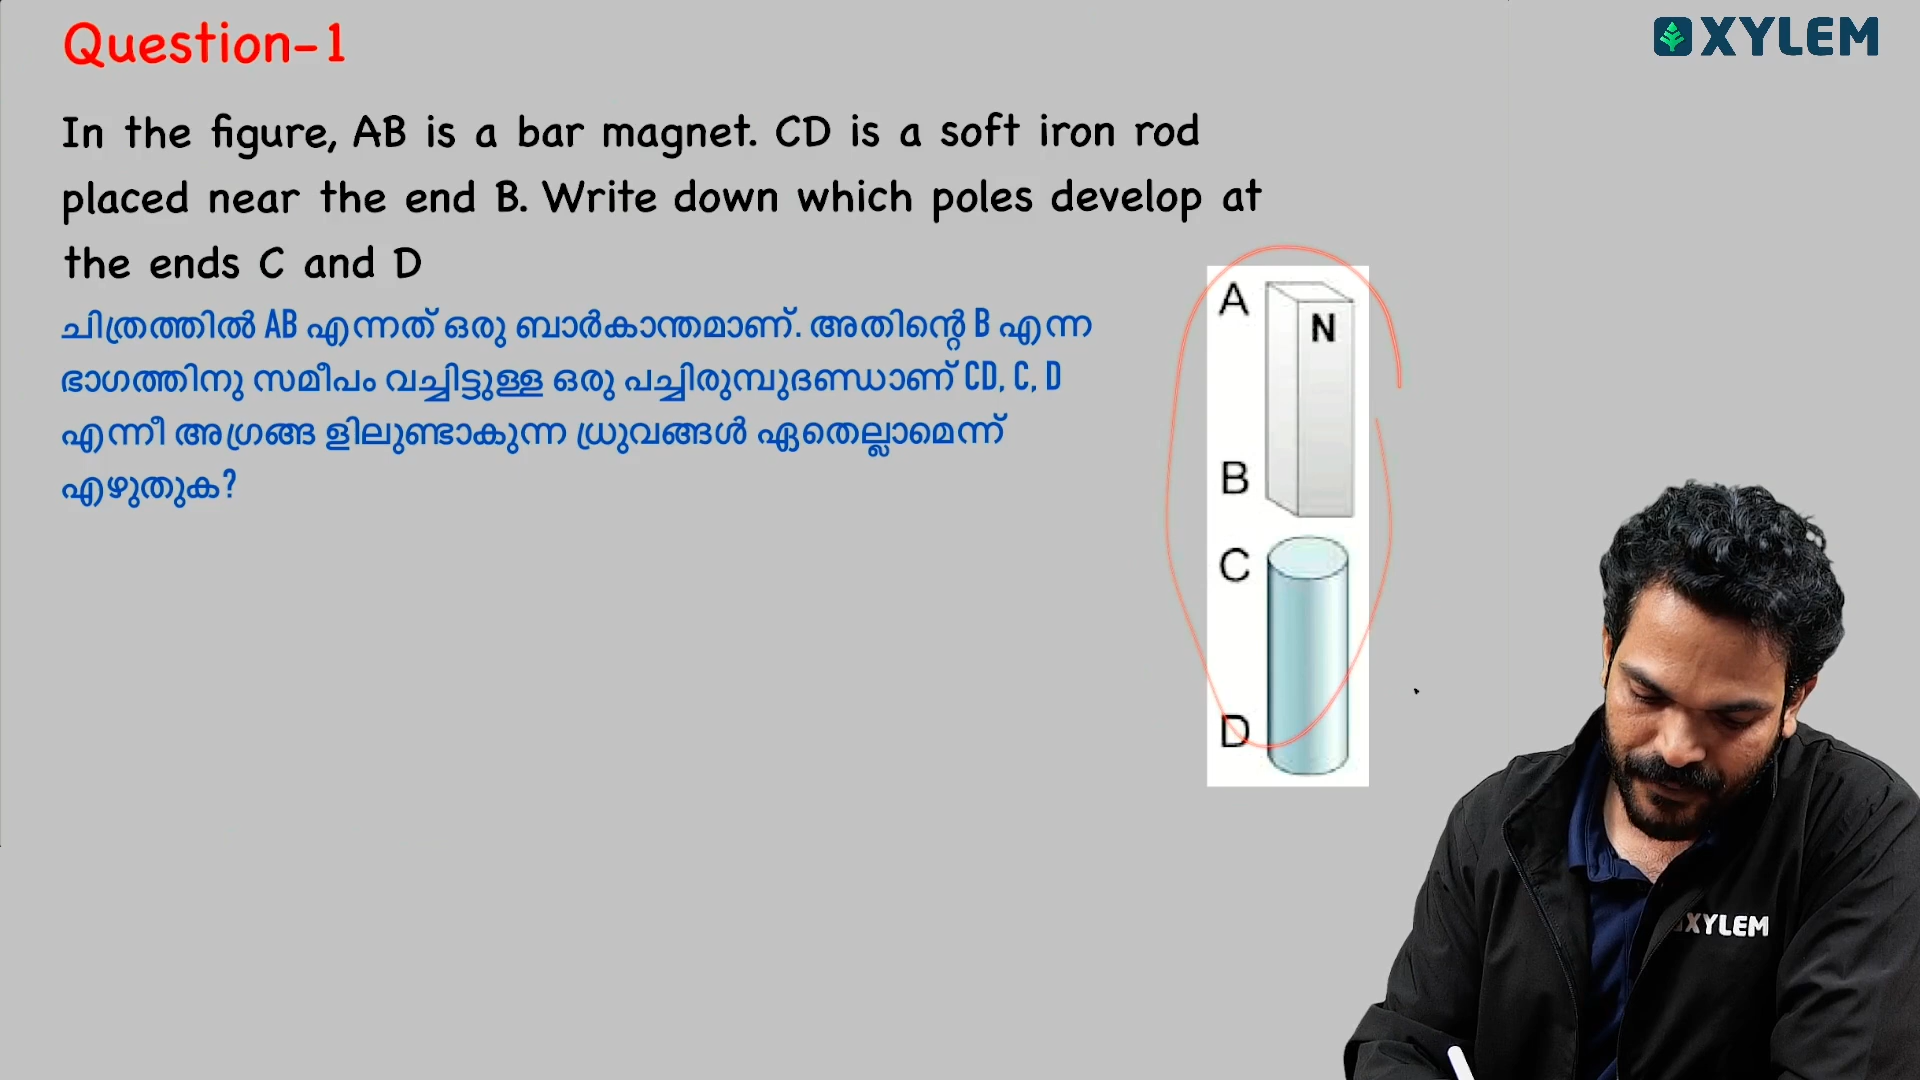 Question-1
XYLEM
In the figure, AB is a bar magnet. CD is a soft iron rod
placed near the end B. Write down which poles develop at
the ends C and D
ചിത്രത്തിൽ AB എന്നത് ഒരു ബാർകാന്തമാണ്. അതിന്റെ B എന്ന
ഭാഗത്തിനു സമീപം വച്ചിട്ടുള്ള ഒരു പച്ചിരുമ്പുദണ്ഡാണ് CD, C, D
എന്നീ അഗ്രങ്ങ ളിലുണ്ടാകുന്ന ധ്രുവങ്ങൾ ഏതെല്ലാമെന്ന്
എഴുതുക?
A
N
B
C
D
XYLEM